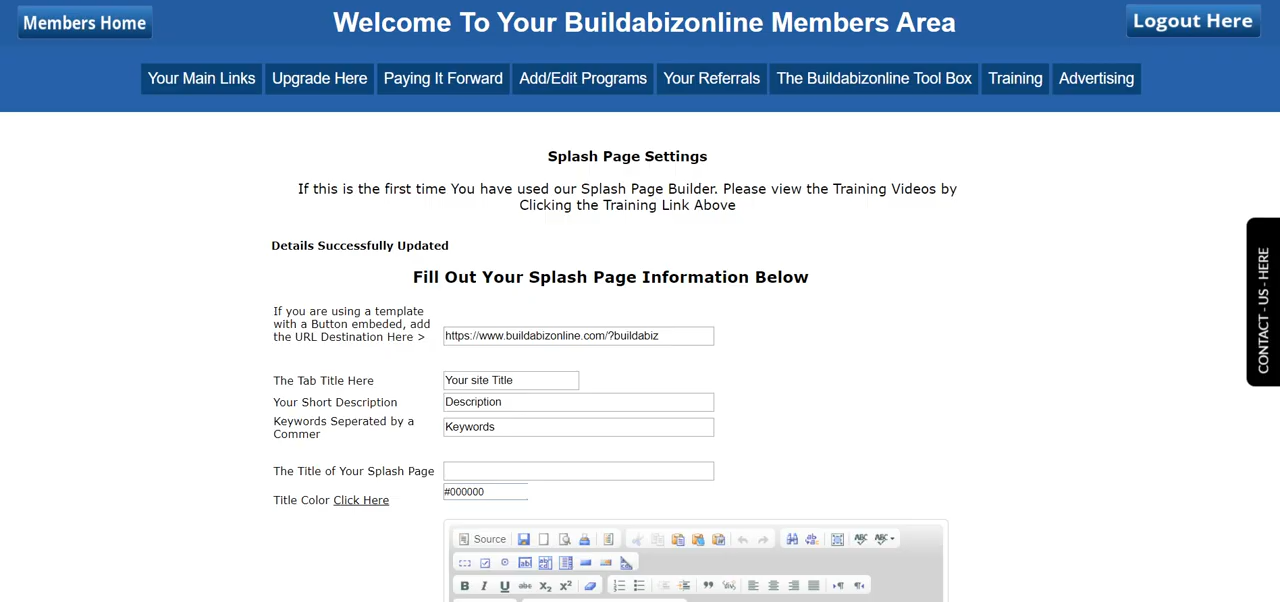 Members Home
Welcome To Your Buildabizonline Members Area
Logout Here
Your Main Links Upgrade Here Paying It Forward Add/Edit Programs Your Referrals The Buildabizonline Tool Box Training Advertising
Splash Page Settings
If this is the first time You have used our Splash Page Builder. Please view the Training Videos by
Clicking the Training Link Above
CONTACT - US - HERE
Details Successfully Updated
Fill Out Your Splash Page Information Below
If you are using a template
with a Button embeded, add
the URL Destination Here >
https://www.buildabizonline.com/?buildabiz
The Tab Title Here
Your site Title
Your Short Description
Description
Keywords Seperated by a
Commer
Keywords
The Title of Your Splash Page
Title Color Click Here
#000000
Source